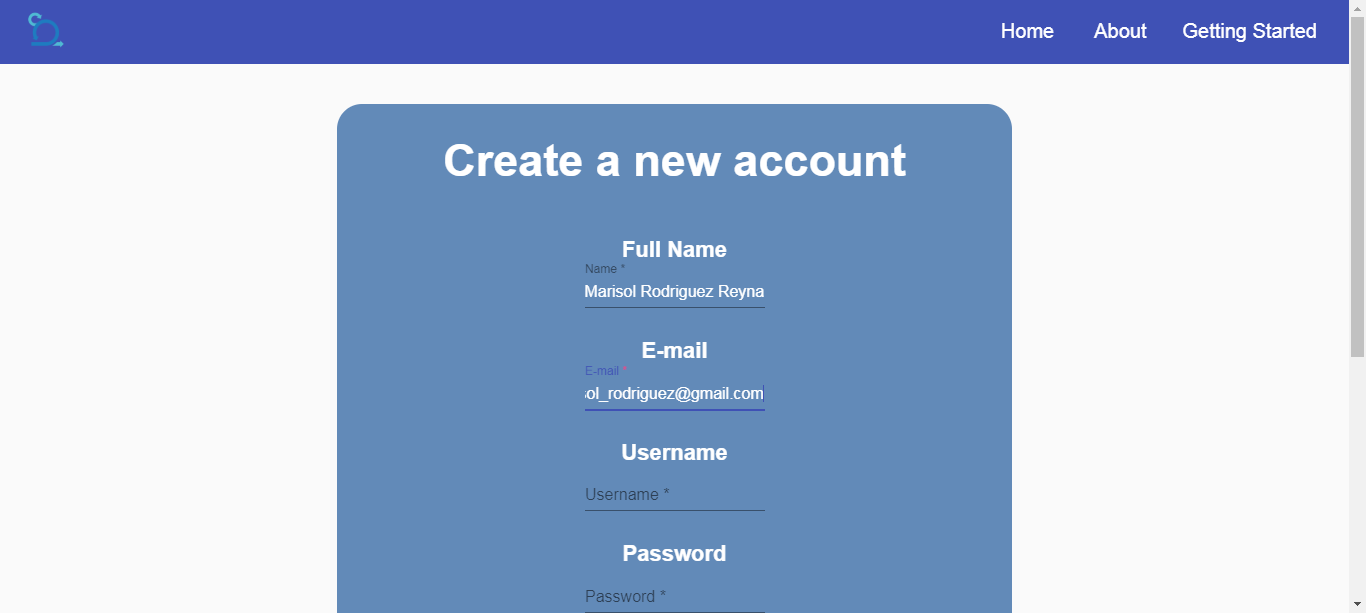 Home About Getting Started
Create a new account
Full Name
Name *
Marisol Rodriguez Reyna
E-mail
E-mail *
ol_rodriguez@gmail.com
Username
Username *
Password
Password *